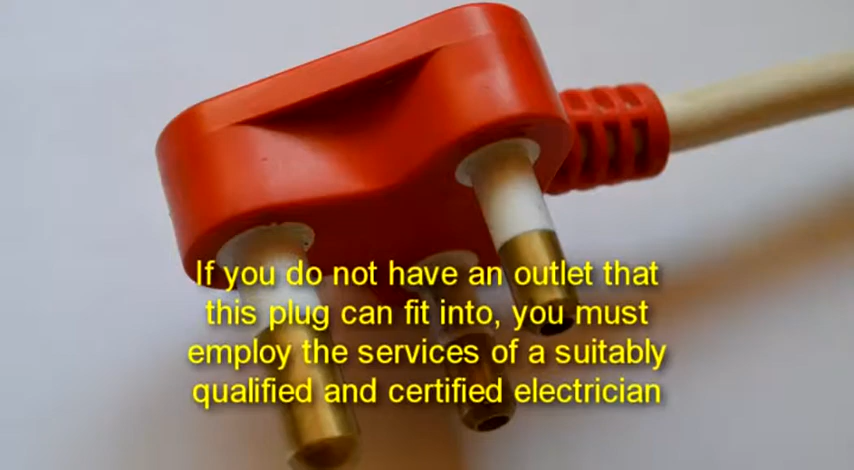 If you do not have an outlet that
this plug can fit into, you must
employ the services of a suitably
qualified and certified electrician